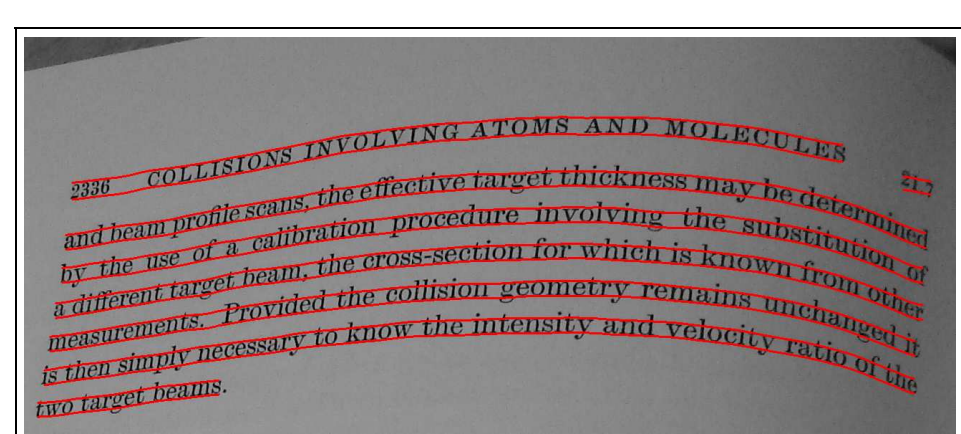 2336 COLLISIONS INVOLVING ATOMS AND MOLECULES 21.7
and beam profile scans, the effective target thickness may be determined
by the use of a calibration procedure involving the substitution of
a different target beam, the cross-section for which is known from other
measurements. Provided the collision geometry remains unchanged it
is then simply necessary to know the intensity and velocity ratio of the
two target beams.